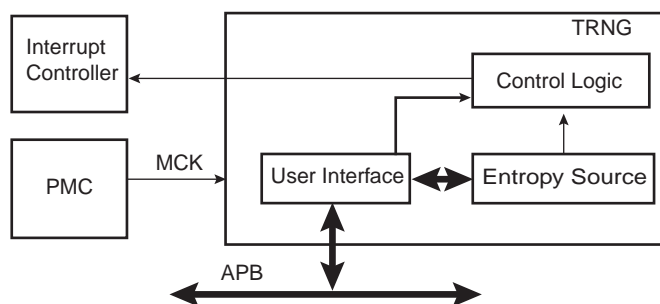 TRNG
Interrupt
Controller
Control Logic
MCK
PMC
User Interface
Entropy Source
APB